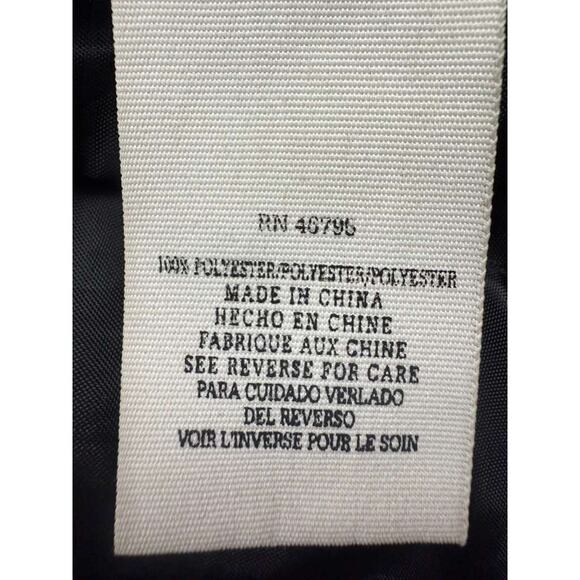 RN 46795
100% POLYESTER/POLYESTER/POLYESTER
MADE IN CHINA
HECHO EN CHINE
FABRIQUE AUX CHINE
SEE REVERSE FOR CARE
PARA CUIDADO VERLADO
DEL REVERSO
VOIR L'INVERSE POUR LE SOIN